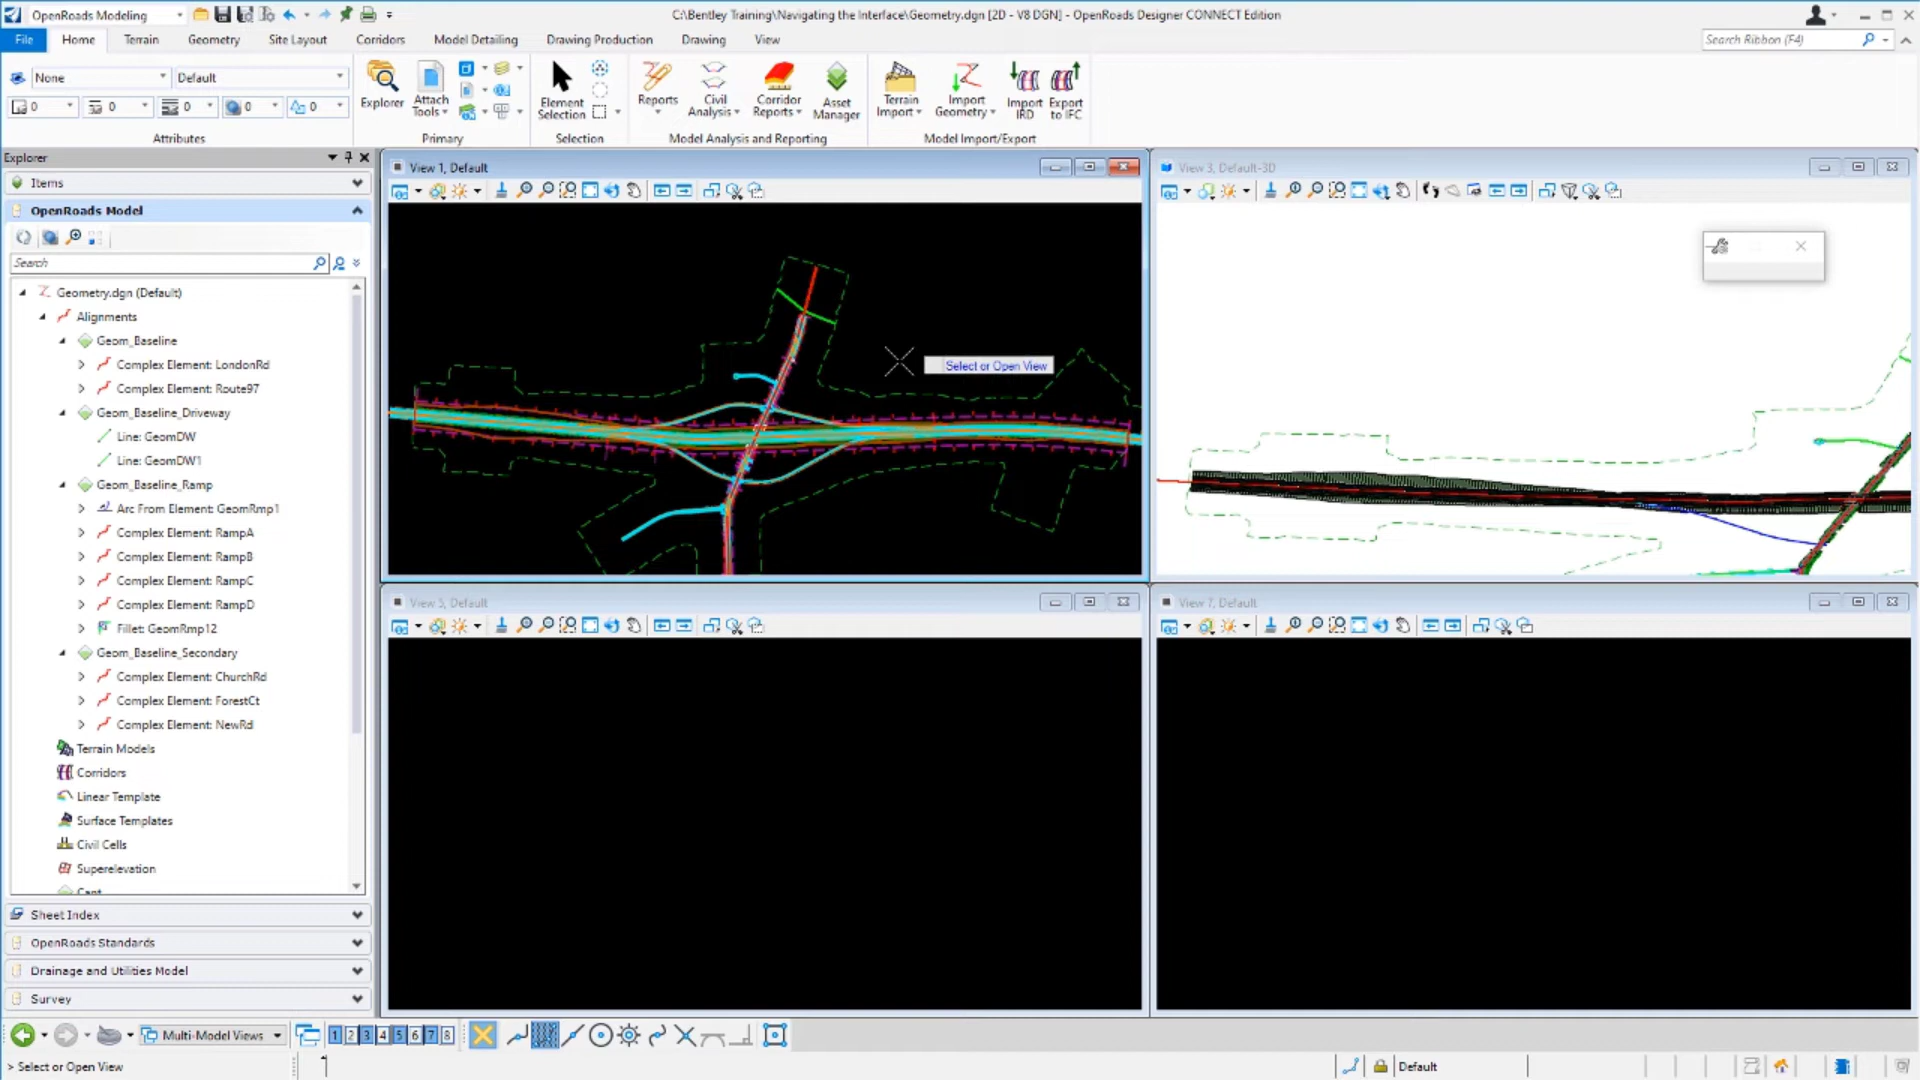 OpenRoads Modeling
C:\Bentley Training\Navigating the Interface\Geometry.dgn [2D - V8 DGN] - OpenRoads Designer CONNECT Edition
File Home Terrain Geometry Site Layout Corridors Model Detailing Drawing Production Drawing View
Search Ribbon (F4)
None Default
0 0 0 0 0
Attributes
Explorer
Attach Tools
Primary
Element Selection
Selection
Reports
Civil Analysis
Corridor Reports
Asset Manager
Model Analysis and Reporting
Terrain Import
Import Geometry
Import IRD
Export to IFC
Model Import/Export
Explorer
Items
OpenRoads Model
Search
Geometry.dgn (Default)
Alignments
Geom_Baseline
Complex Element: LondonRd
Complex Element: Route97
Geom_Baseline_Driveway
Line: GeomDW
Line: GeomDW1
Geom_Baseline_Ramp
Arc From Element: GeomRmp1
Complex Element: RampA
Complex Element: RampB
Complex Element: RampC
Complex Element: RampD
Fillet: GeomRmp12
Geom_Baseline_Secondary
Complex Element: ChurchRd
Complex Element: ForestCt
Complex Element: NewRd
Terrain Models
Corridors
Linear Template
Surface Templates
Civil Cells
Superelevation
Cant
Sheet Index
OpenRoads Standards
Drainage and Utilities Model
Survey
View 1, Default
Select or Open View
View 3, Default-3D
View 5, Default
View 7, Default
Multi-Model Views
1 2 3 4 5 6 7 8
> Select or Open View
Default